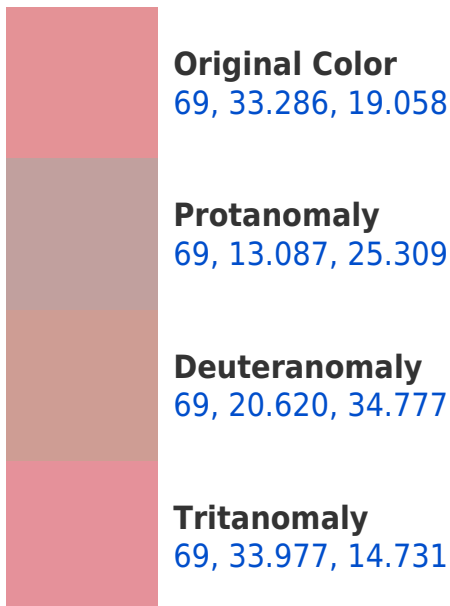 Original Color
69, 33.286, 19.058
Protanomaly
69, 13.087, 25.309
Deuteranomaly
69, 20.620, 34.777
Tritanomaly
69, 33.977, 14.731